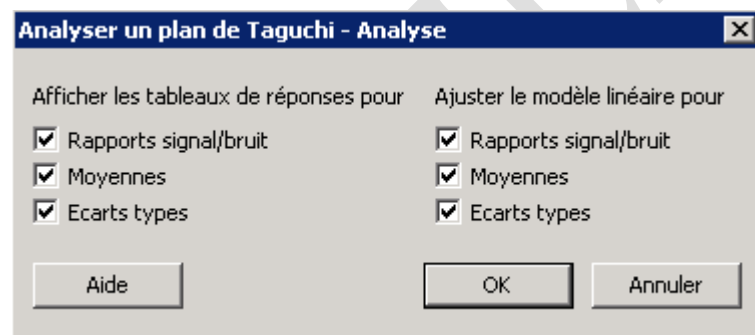 Analyser un plan de Taguchi - Analyse
Afficher les tableaux de réponses pour
Ajuster le modèle linéaire pour
Rapports signal/bruit
Rapports signal/bruit
Moyennes
Moyennes
Ecarts types
Ecarts types
Aide
OK
Annuler